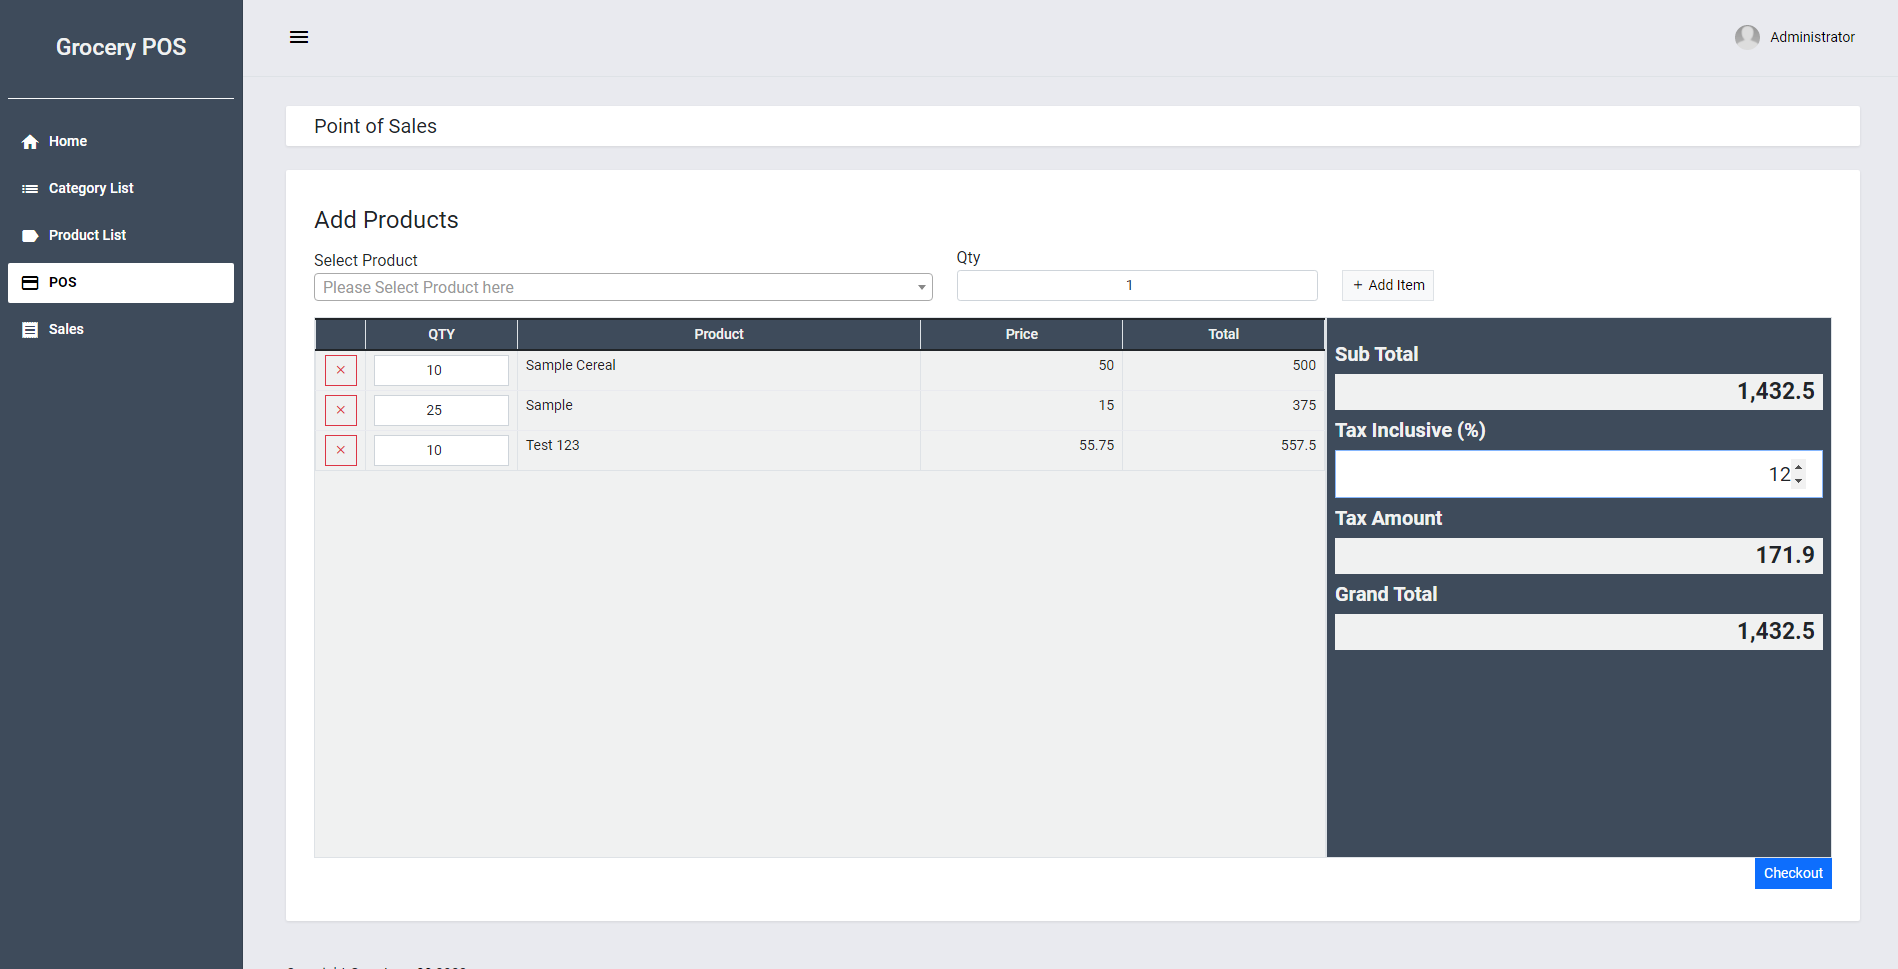 Grocery POS
Administrator
Home
Category List
Product List
POS
Sales
Point of Sales
Add Products
Select Product
Qty
Please Select Product here
1
+ Add Item
QTY Product Price Total
× 10 Sample Cereal 50 500
× 25 Sample 15 375
× 10 Test 123 55.75 557.5
Sub Total
1,432.5
Tax Inclusive (%)
12
Tax Amount
171.9
Grand Total
1,432.5
Checkout